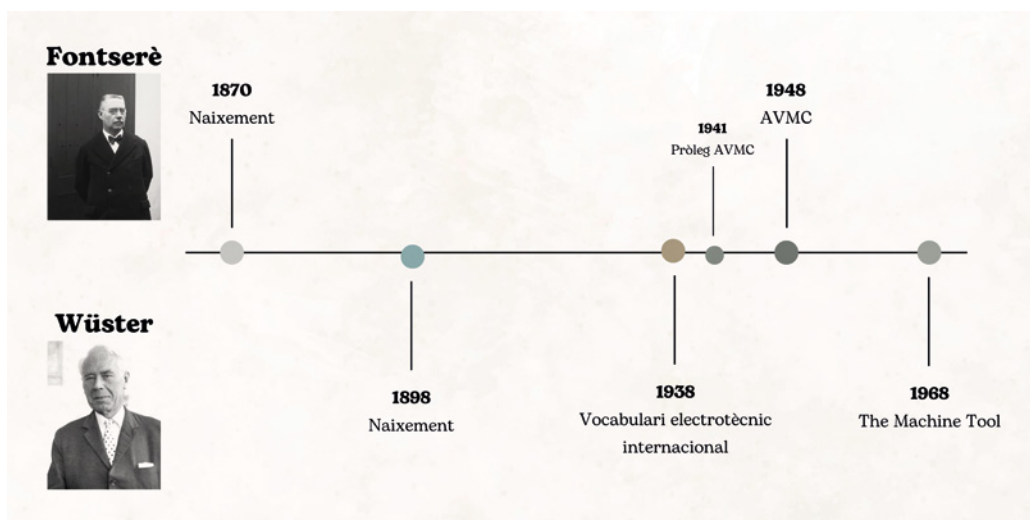 Fontserè
1870
Naixement
1941
Pròleg AVMC
1948
AVMC
Wüster
1898
Naixement
1938
Vocabulari electrotècnic
internacional
1968
The Machine Tool